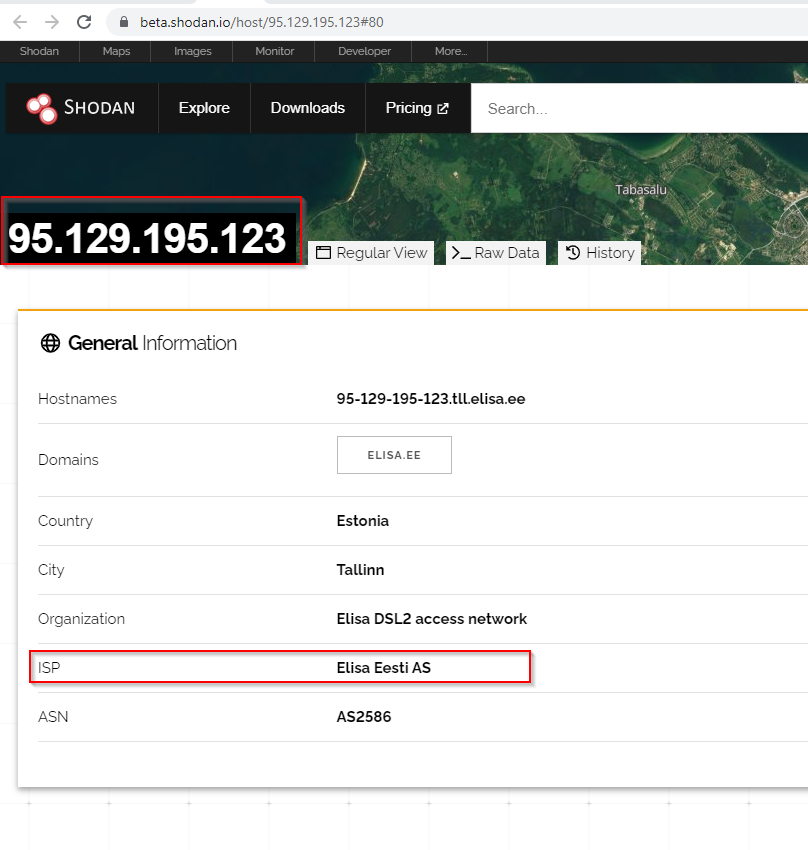 beta.shodan.io/host/95.129.195.123#80
Shodan Maps Images Monitor Developer More...
SHODAN Explore Downloads Pricing Search...
Tabasalu
95.129.195.123
Regular View Raw Data History
General Information
Hostnames 95-129-195-123.tll.elisa.ee
Domains ELISA.EE
Country Estonia
City Tallinn
Organization Elisa DSL2 access network
ISP Elisa Eesti AS
ASN AS2586